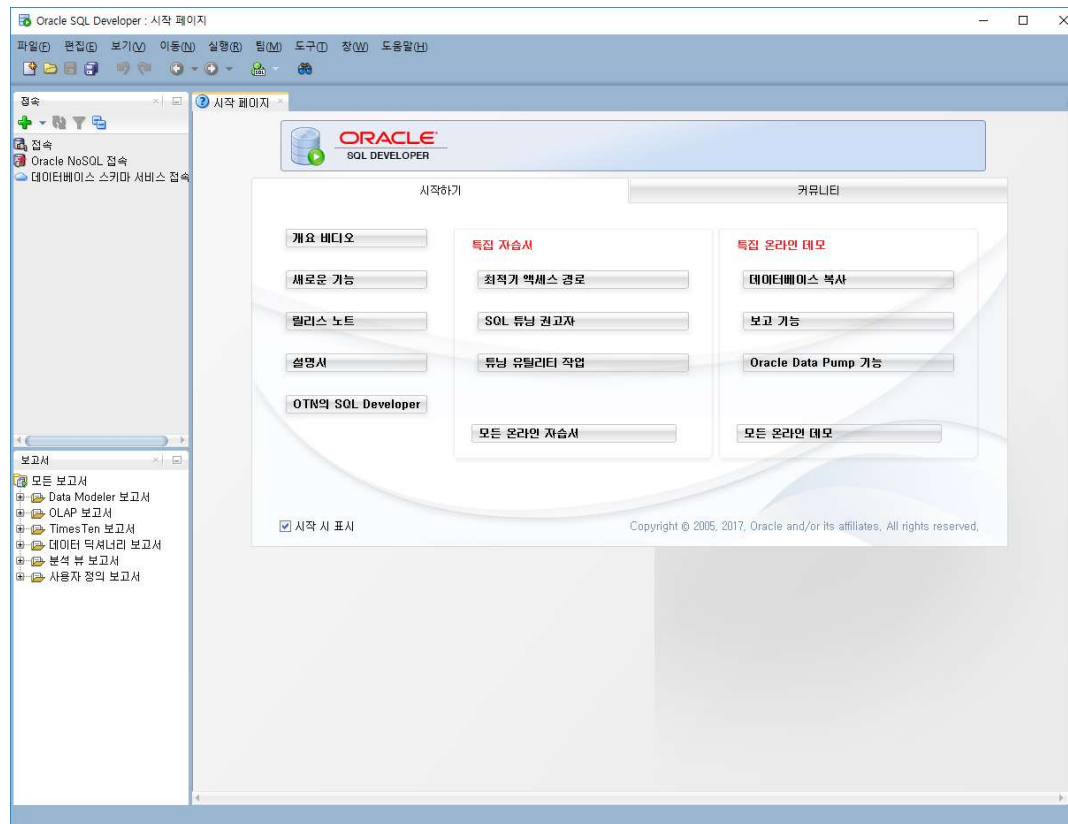 Oracle SQL Developer : 시작 페이지
파일(F) 편집(E) 보기(V) 이동(N) 실행(R) 팀(M) 도구(T) 창(W) 도움말(H)
접속
접속
Oracle NoSQL 접속
데이터베이스 스키마 서비스 접속
시작 페이지
ORACLE
SQL DEVELOPER
시작하기
커뮤니티
개요 비디오
새로운 기능
릴리스 노트
설명서
OTN의 SQL Developer
특집 자습서
최적기 액세스 경로
SQL 튜닝 권고자
튜닝 유틸리티 작업
모든 온라인 자습서
특집 온라인 데모
데이터베이스 복사
보고 기능
Oracle Data Pump 기능
모든 온라인 데모
시작 시 표시
Copyright © 2005, 2017, Oracle and/or its affiliates, All rights reserved,
보고서
모든 보고서
Data Modeler 보고서
OLAP 보고서
TimesTen 보고서
데이터 딕셔너리 보고서
분석 뷰 보고서
사용자 정의 보고서